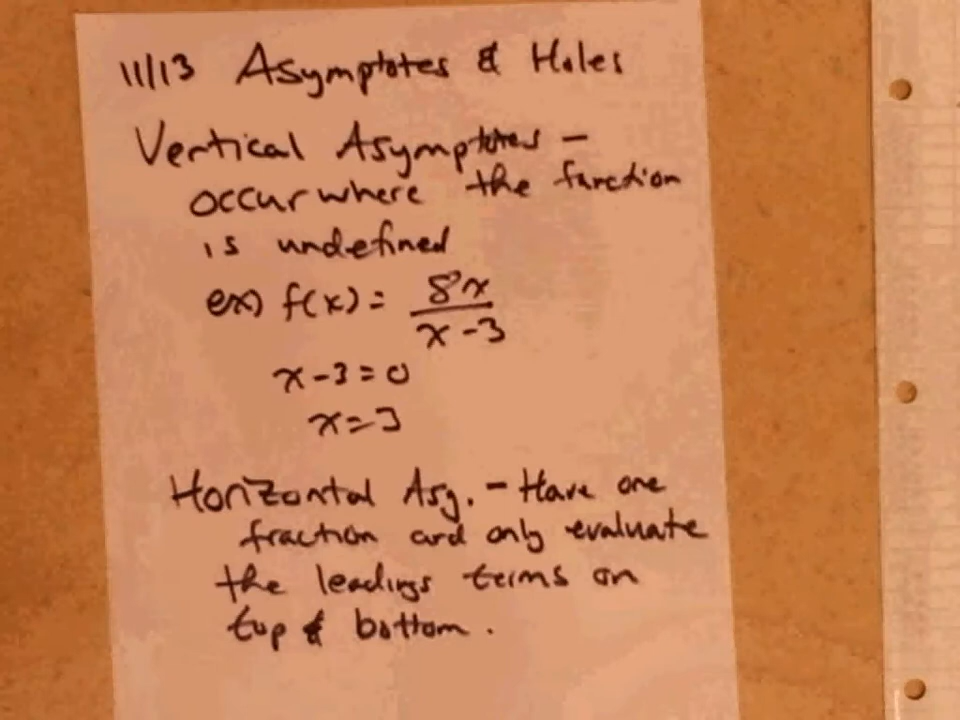 11/13 Asymptotes & Holes
Vertical Asymptotes -
occur where the function
is undefined
ex) f(x) = 8x / x-3
x-3=0
x=3
Horizontal Asy. - Have one
fraction and only evaluate
the leadings terms on
top & bottom.